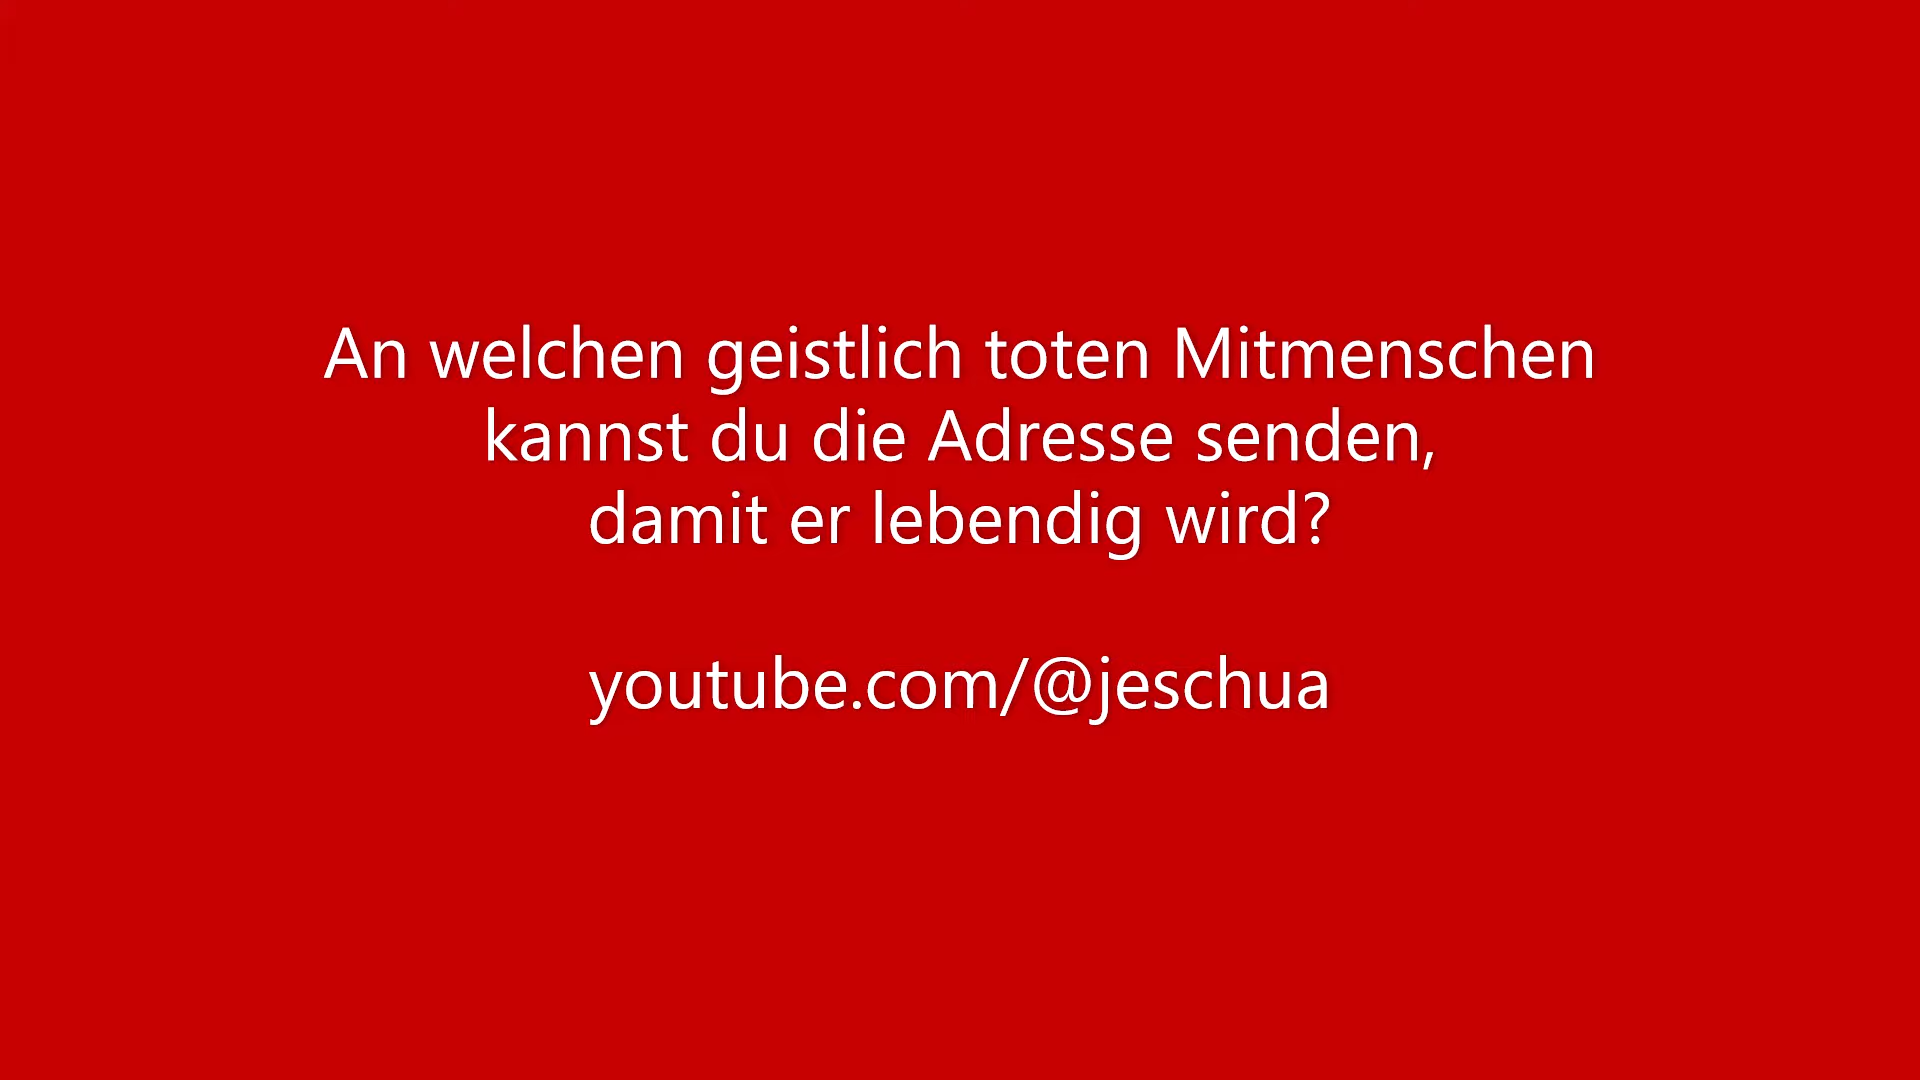 An welchen geistlich toten Mitmenschen
kannst du die Adresse senden,
damit er lebendig wird?
youtube.com/@jeschua